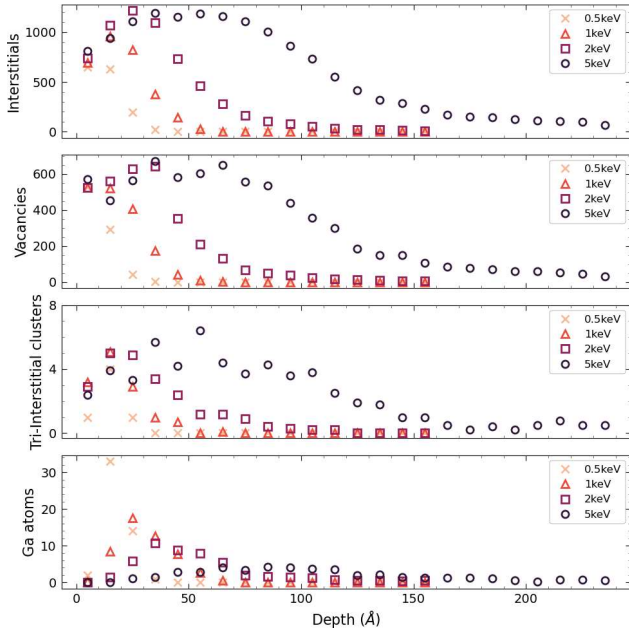 Interstitials
1000
500
0
0.5keV
1keV
2keV
5keV
Vacancies
600
400
200
0
0.5keV
1keV
2keV
5keV
Tri-Interstitial clusters
8
4
0
0.5keV
1keV
2keV
5keV
Ga atoms
30
20
10
0
0.5keV
1keV
2keV
5keV
0 50 100 150 200
Depth (Å)